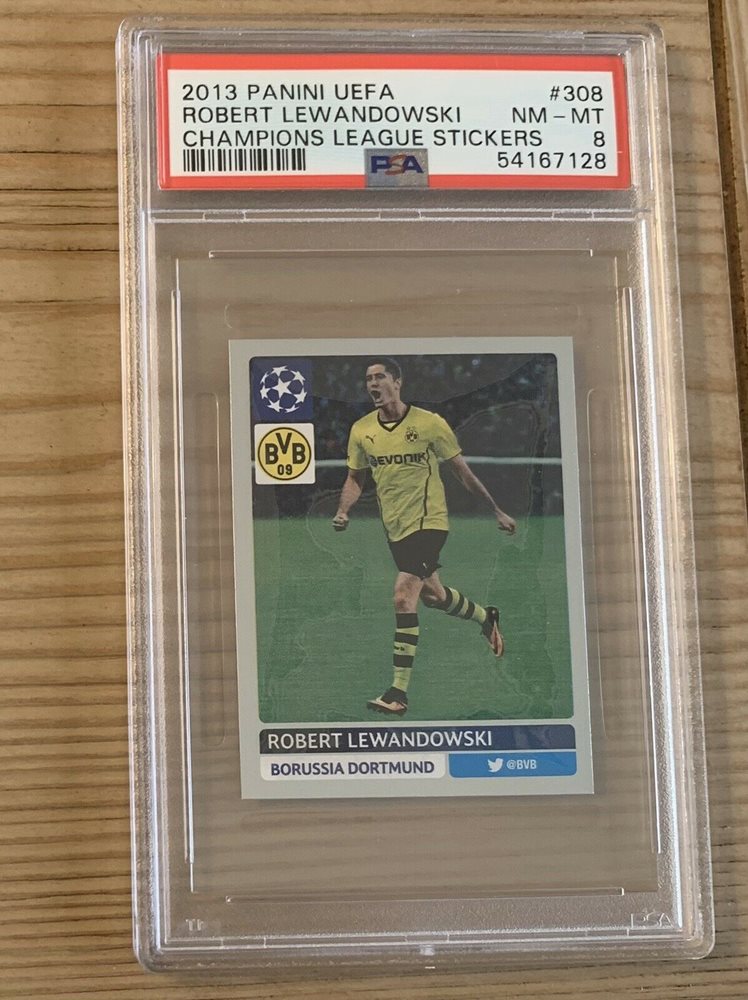 2013 PANINI UEFA #308
ROBERT LEWANDOWSKI NM - MT
CHAMPIONS LEAGUE STICKERS 8
PSA 54167128
BVB
09
EVONIK
ROBERT LEWANDOWSKI
BORUSSIA DORTMUND @BVB
PSA